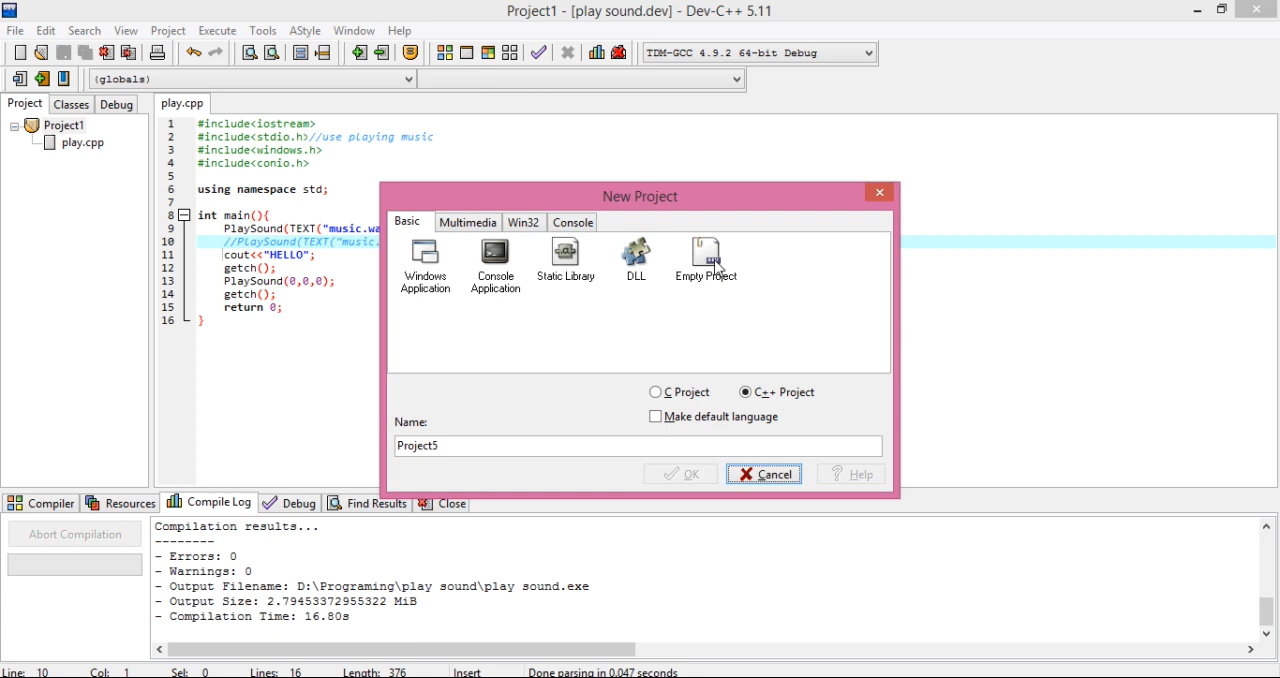 Project1 - [play sound.dev] - Dev-C++ 5.11
File Edit Search View Project Execute Tools AStyle Window Help
TDM-GCC 4.9.2 64-bit Debug
(globals)
Project Classes Debug
play.cpp
Project1
play.cpp
1 #include<iostream>
2 #include<stdio.h>//use playing music
3 #include<windows.h>
4 #include<conio.h>
5
6 using namespace std;
7
8 int main(){
9 PlaySound(TEXT("music.wa
10 //PlaySound(TEXT("music.
11 cout<<"HELLO";
12 getch();
13 PlaySound(0,0,0);
14 getch();
15 return 0;
16 }
New Project
Basic Multimedia Win32 Console
Windows Application
Console Application
Static Library
DLL
Empty Project
C Project C++ Project
Make default language
Name:
Project5
OK Cancel Help
Compiler Resources Compile Log Debug Find Results Close
Abort Compilation
Compilation results...
--------
- Errors: 0
- Warnings: 0
- Output Filename: D:\Programing\play sound\play sound.exe
- Output Size: 2.79453372955322 MiB
- Compilation Time: 16.80s
Line: 10 Col: 1 Sel: 0 Lines: 16 Length: 376 Insert Done parsing in 0.047 seconds